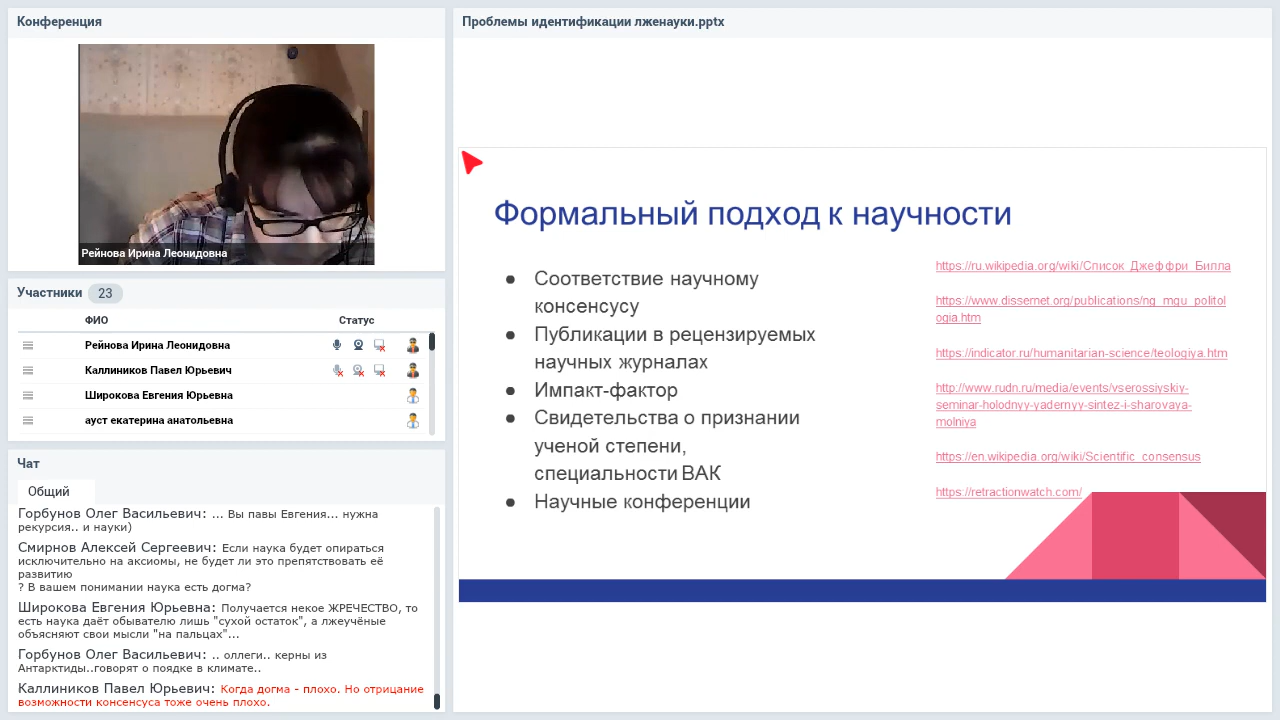 Конференция
Рейнова Ирина Леонидовна
Участники 23
ФИО Статус
Рейнова Ирина Леонидовна
Каллиников Павел Юрьевич
Широкова Евгения Юрьевна
ауст екатерина анатольевна
Чат
Общий
Горбунов Олег Васильевич: ... Вы павы Евгения... нужна
рекурсия.. и науки)
Смирнов Алексей Сергеевич: Если наука будет опираться
исключительно на аксиомы, не будет ли это препятствовать её
развитию
? В вашем понимании наука есть догма?
Широкова Евгения Юрьевна: Получается некое ЖРЕЧЕСТВО, то
есть наука даёт обывателю лишь "сухой остаток", а лжеучёные
объясняют свои мысли "на пальцах"...
Горбунов Олег Васильевич: .. оллеги.. керны из
Антарктиды..говорят о поядке в климате..
Каллиников Павел Юрьевич: Когда догма - плохо. Но отрицание
возможности консенсуса тоже очень плохо.
Проблемы идентификации лженауки.pptx
Формальный подход к научности
● Соответствие научному
консенсусу
● Публикации в рецензируемых
научных журналах
● Импакт-фактор
● Свидетельства о признании
ученой степени,
специальности ВАК
● Научные конференции
https://ru.wikipedia.org/wiki/Список_Джеффри_Билла
https://www.dissernet.org/publications/ng_mgu_politol
ogia.htm
https://indicator.ru/humanitarian-science/teologiya.htm
http://www.rudn.ru/media/events/vserossiyskiy-
seminar-holodnyy-yadernyy-sintez-i-sharovaya-
molniya
https://en.wikipedia.org/wiki/Scientific_consensus
https://retractionwatch.com/